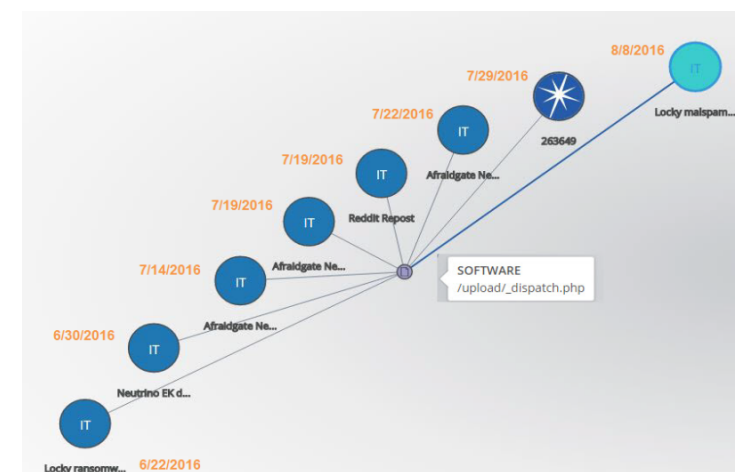 8/8/2016
IT
Locky malspam...
7/29/2016
263649
7/22/2016
IT
Afraidgate Ne...
7/19/2016
IT
Reddit Repost
7/19/2016
IT
Afraidgate Ne...
7/14/2016
IT
Afraidgate Ne...
D
SOFTWARE
/upload/_dispatch.php
6/30/2016
IT
Neutrino EK d...
IT
Locky ransomw...
6/22/2016